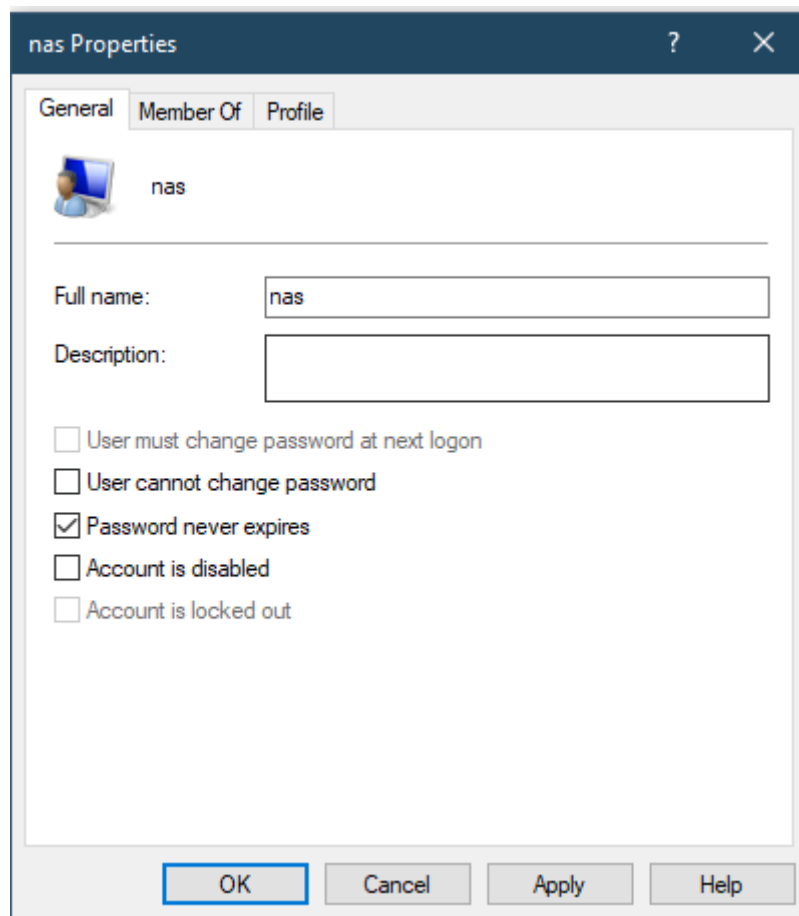 nas Properties
?
General Member Of Profile
nas
Full name: nas
Description:
User must change password at next logon
User cannot change password
Password never expires
Account is disabled
Account is locked out
OK Cancel Apply Help